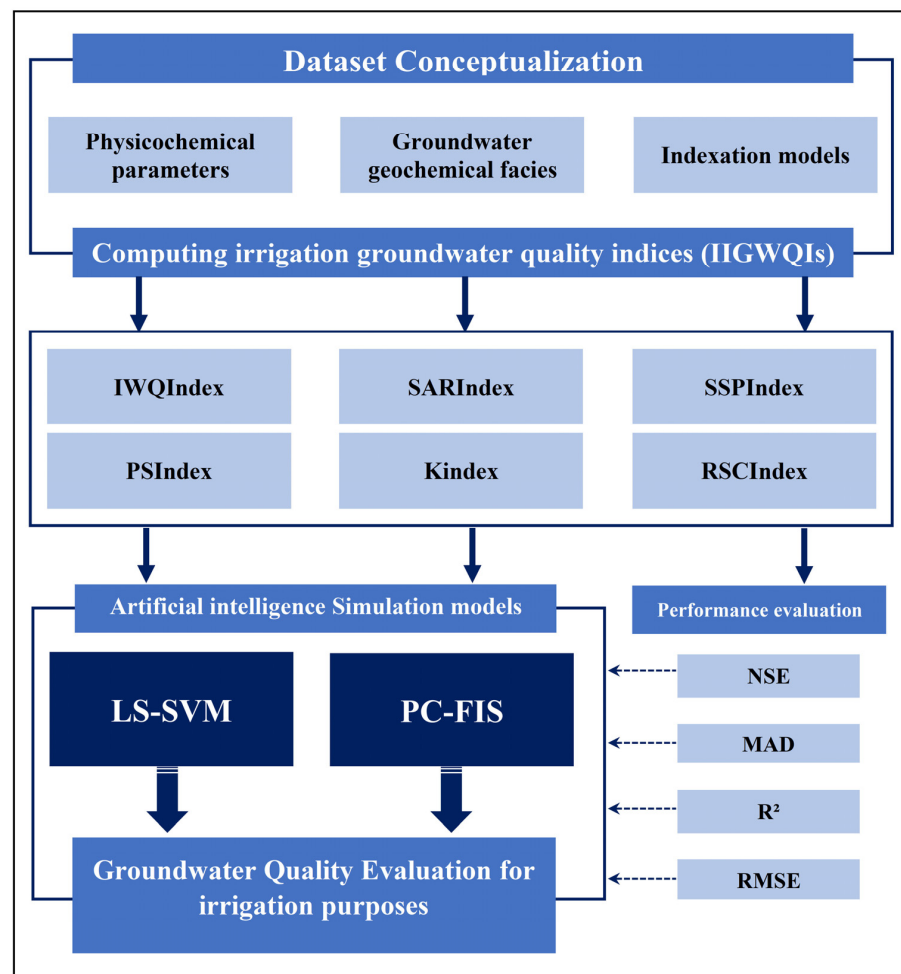 Dataset Conceptualization
Physicochemical
parameters
Groundwater
geochemical facies
Indexation models
Computing irrigation groundwater quality indices (IIGWQIs)
IWQIndex
SARIndex
SSPIndex
PSIndex
Kindex
RSCIndex
Artificial intelligence Simulation models
Performance evaluation
LS-SVM
PC-FIS
NSE
MAD
R²
RMSE
Groundwater Quality Evaluation for
irrigation purposes